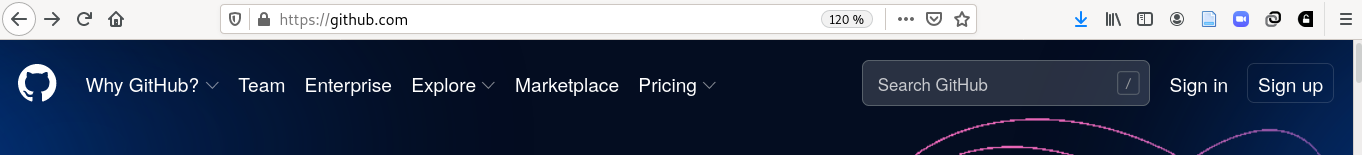 https://github.com 120 %
Why GitHub? Team Enterprise Explore Marketplace Pricing Search GitHub / Sign in Sign up